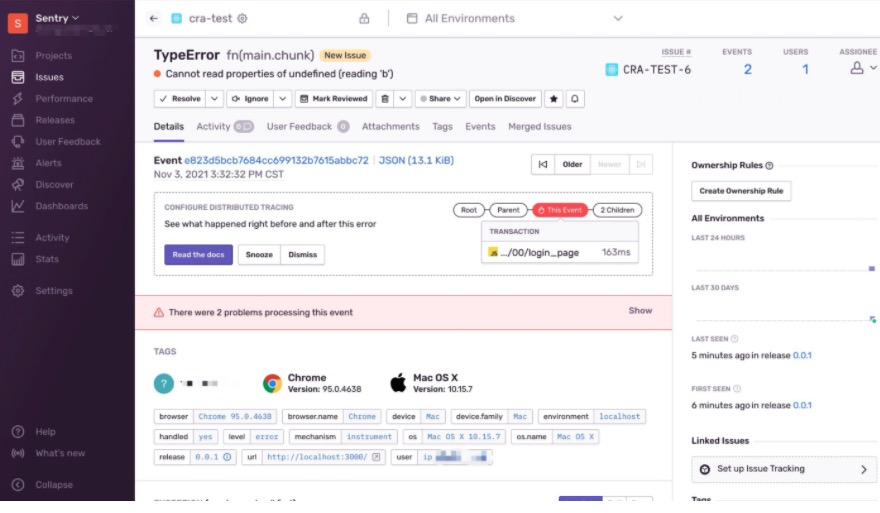 S Sentry
Projects
Issues
Performance
Releases
User Feedback
Alerts
Discover
Dashboards
Activity
Stats
Settings
Help
What's new
Collapse
cra-test
All Environments
TypeError fn(main.chunk) New Issue
Cannot read properties of undefined (reading 'b')
ISSUE # EVENTS USERS ASSIGNEE
CRA-TEST-6 2 1
Resolve Ignore Mark Reviewed Share Open in Discover
Details Activity 0 User Feedback 0 Attachments Tags Events Merged Issues
Event e823d5bcb7684cc699132b7615abbc72 | JSON (13.1 KiB)
Nov 3, 2021 3:32:32 PM CST
Older Newer
CONFIGURE DISTRIBUTED TRACING
See what happened right before and after this error
Read the docs Snooze Dismiss
Root Parent This Event 2 Children
TRANSACTION
JS .../00/login_page 163ms
There were 2 problems processing this event Show
TAGS
?
Chrome
Version: 95.0.4638
Mac OS X
Version: 10.15.7
browser Chrome 95.0.4638 browser.name Chrome device Mac device.family Mac environment localhost
handled yes level error mechanism instrument os Mac OS X 10.15.7 os.name Mac OS X
release 0.0.1 url http://localhost:3000/ user ip
Ownership Rules
Create Ownership Rule
All Environments
LAST 24 HOURS
LAST 30 DAYS
LAST SEEN
5 minutes ago in release 0.0.1
FIRST SEEN
6 minutes ago in release 0.0.1
Linked Issues
Set up Issue Tracking
Tags